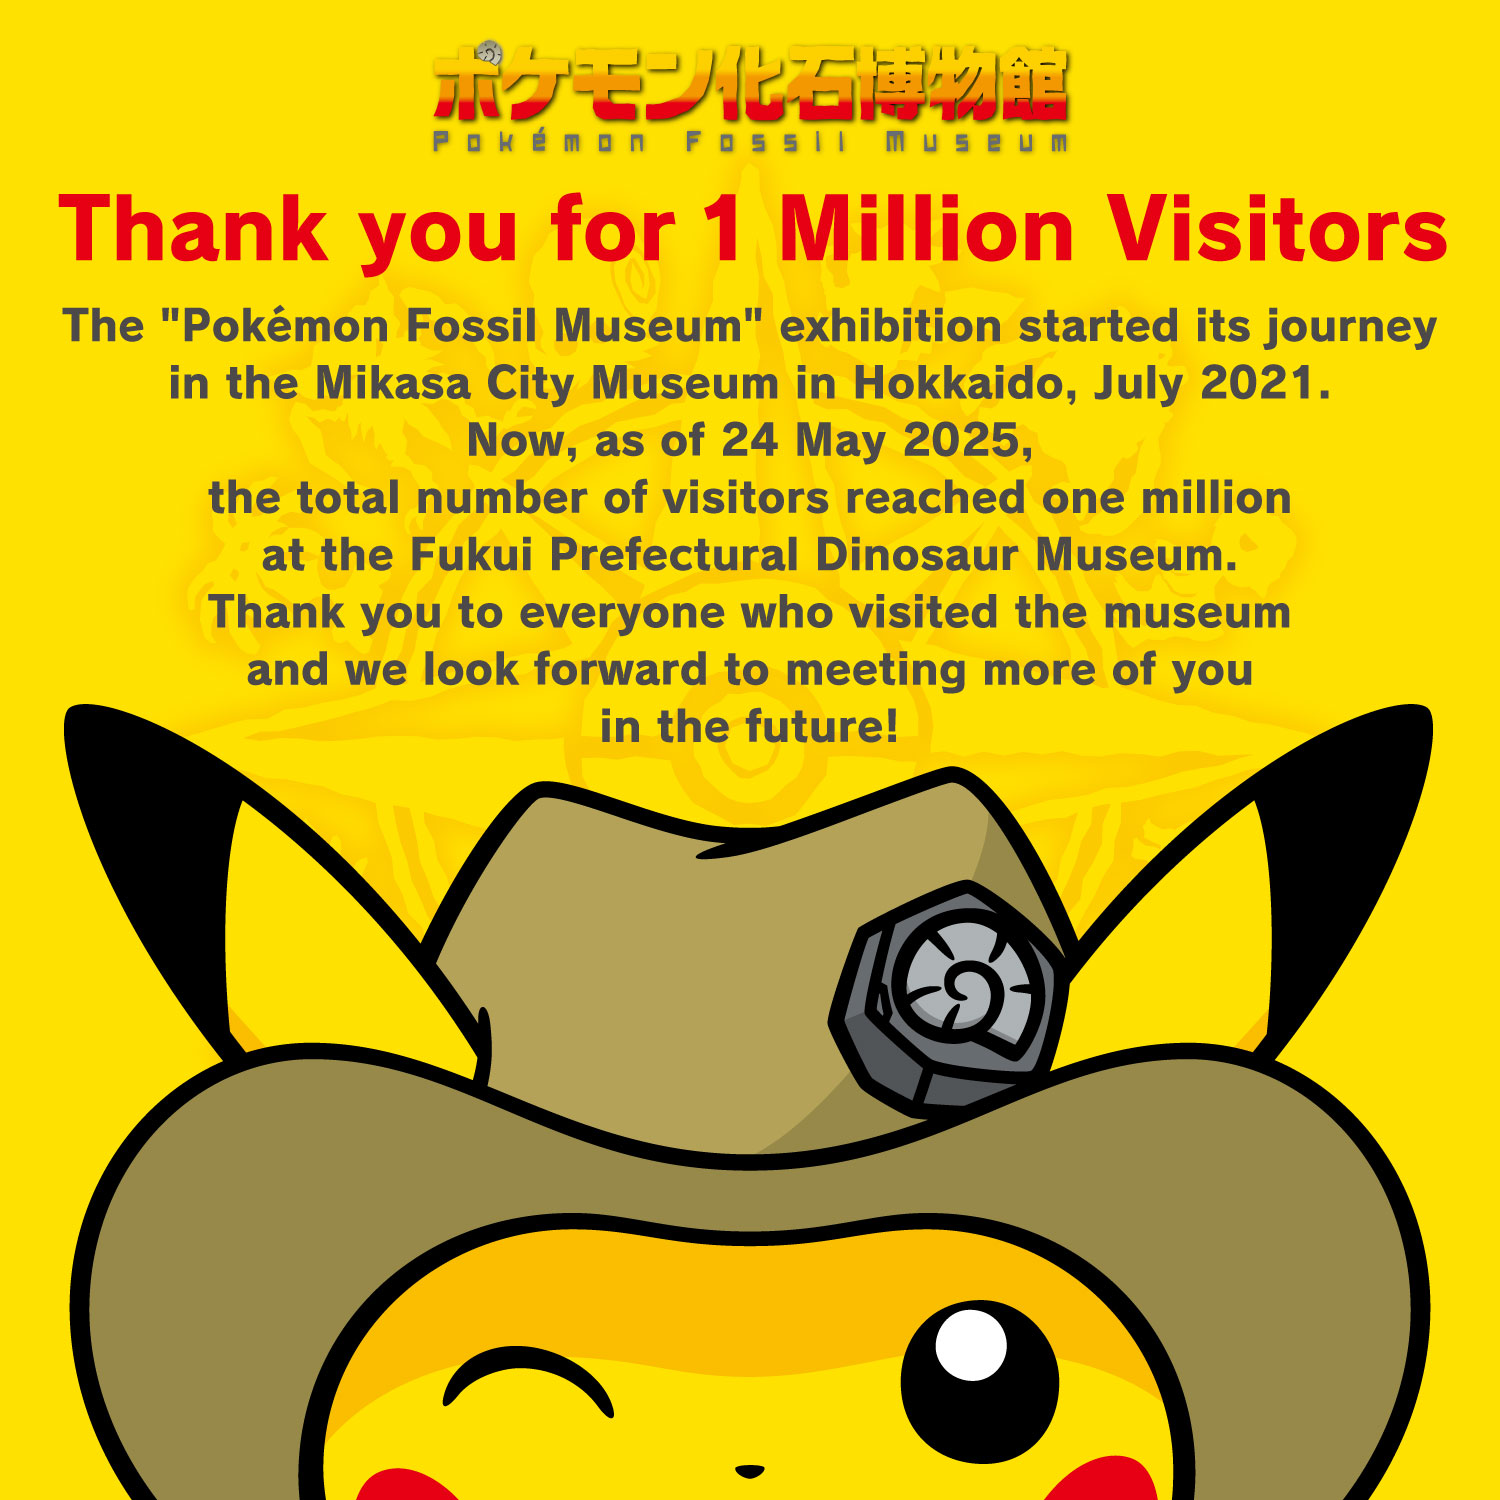 ポケモン化石博物館
Pokémon Fossil Museum
Thank you for 1 Million Visitors
The "Pokémon Fossil Museum" exhibition started its journey
in the Mikasa City Museum in Hokkaido, July 2021.
Now, as of 24 May 2025,
the total number of visitors reached one million
at the Fukui Prefectural Dinosaur Museum.
Thank you to everyone who visited the museum
and we look forward to meeting more of you
in the future!